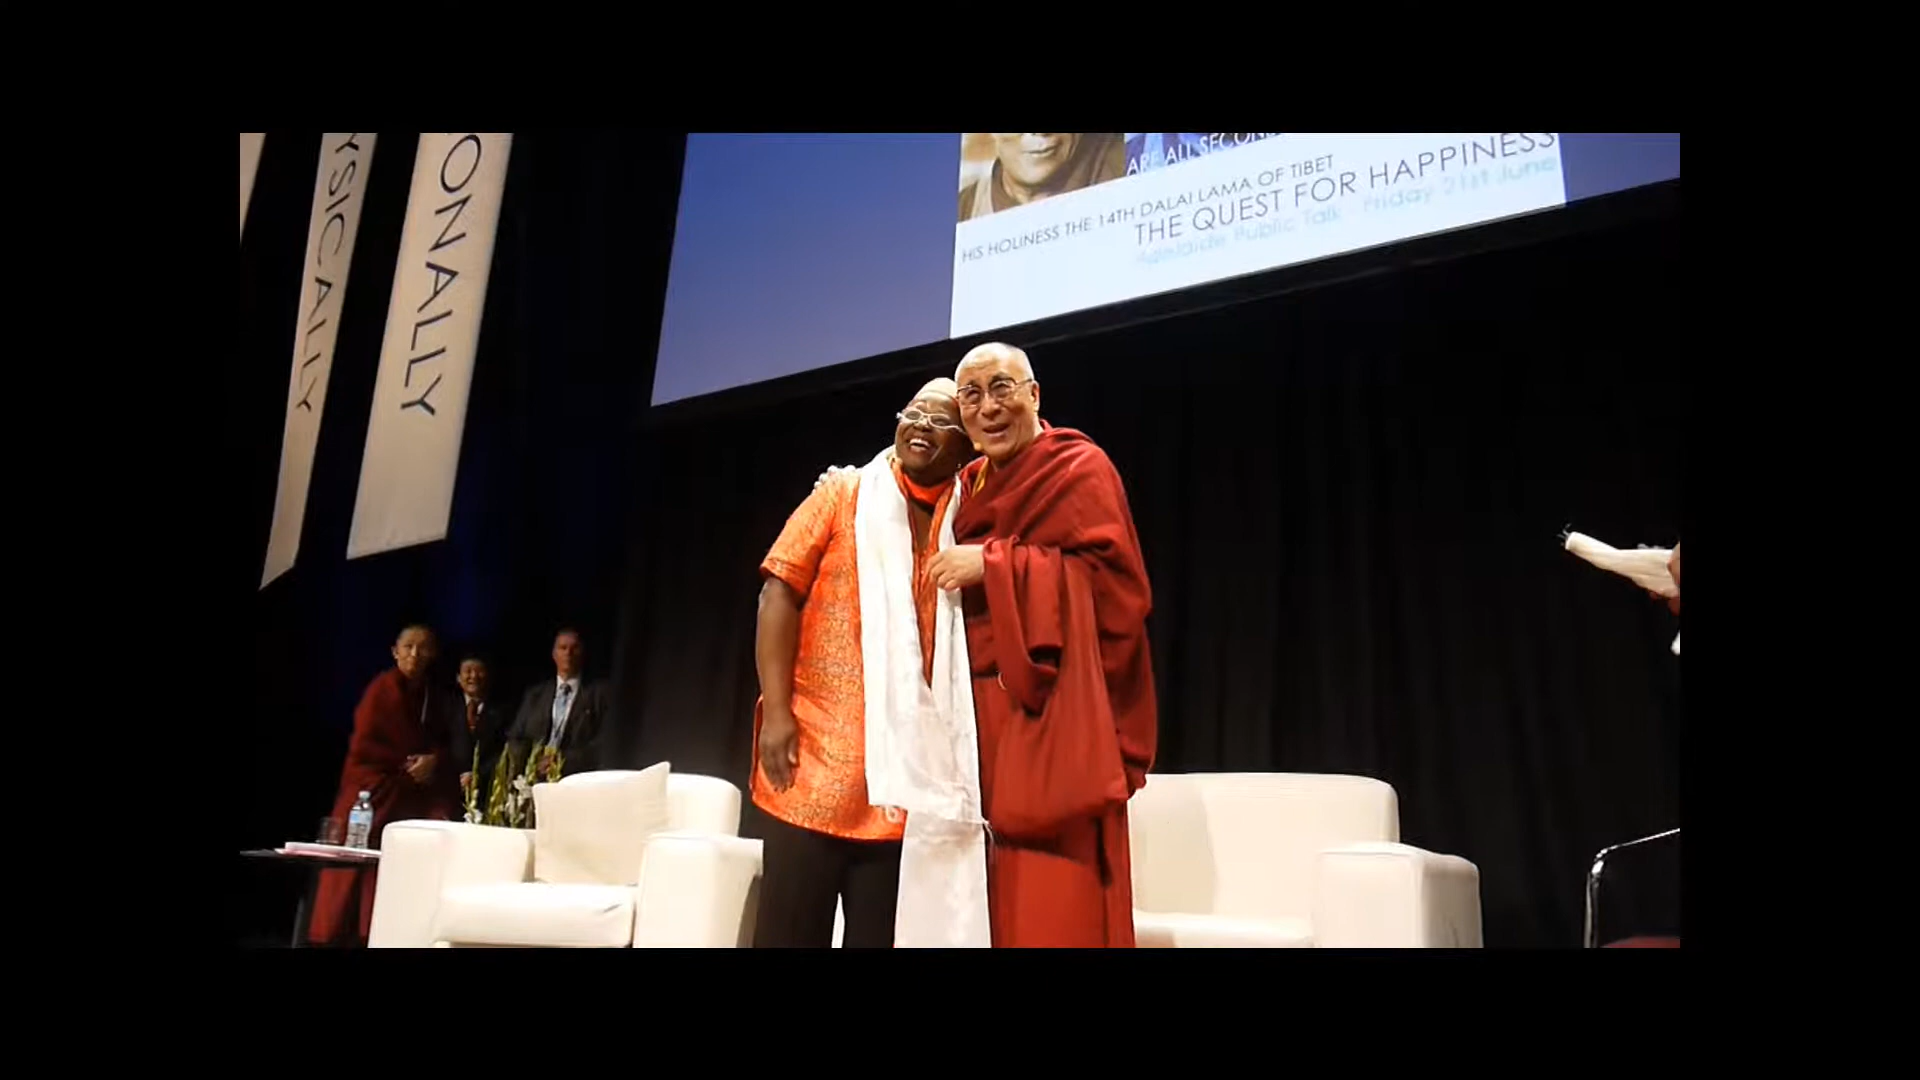 YSICALLY
ONALLY
ARE ALL SECON
HIS HOLINESS THE 14TH DALAI LAMA OF TIBET
THE QUEST FOR HAPPINESS
Adelaide Public Talk Friday 21st June